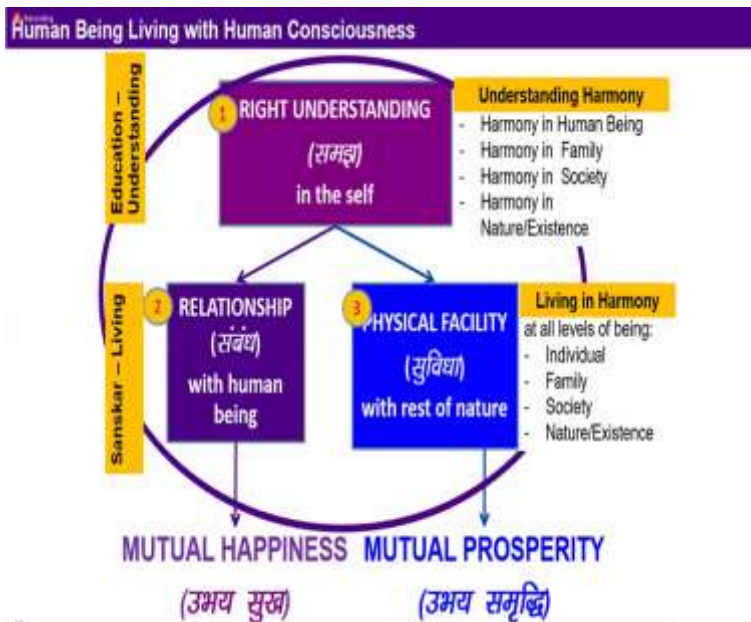 Human Being Living with Human Consciousness
Education –
Understanding
1
RIGHT UNDERSTANDING
(समझ)
in the self
Understanding Harmony
- Harmony in Human Being
- Harmony in Family
- Harmony in Society
- Harmony in
Nature/Existence
Sanskar – Living
2
RELATIONSHIP
(संबंध)
with human
being
3
PHYSICAL FACILITY
(सुविधा)
with rest of nature
Living in Harmony
at all levels of being:
- Individual
- Family
- Society
- Nature/Existence
MUTUAL HAPPINESS
(उभय सुख)
MUTUAL PROSPERITY
(उभय समृद्धि)